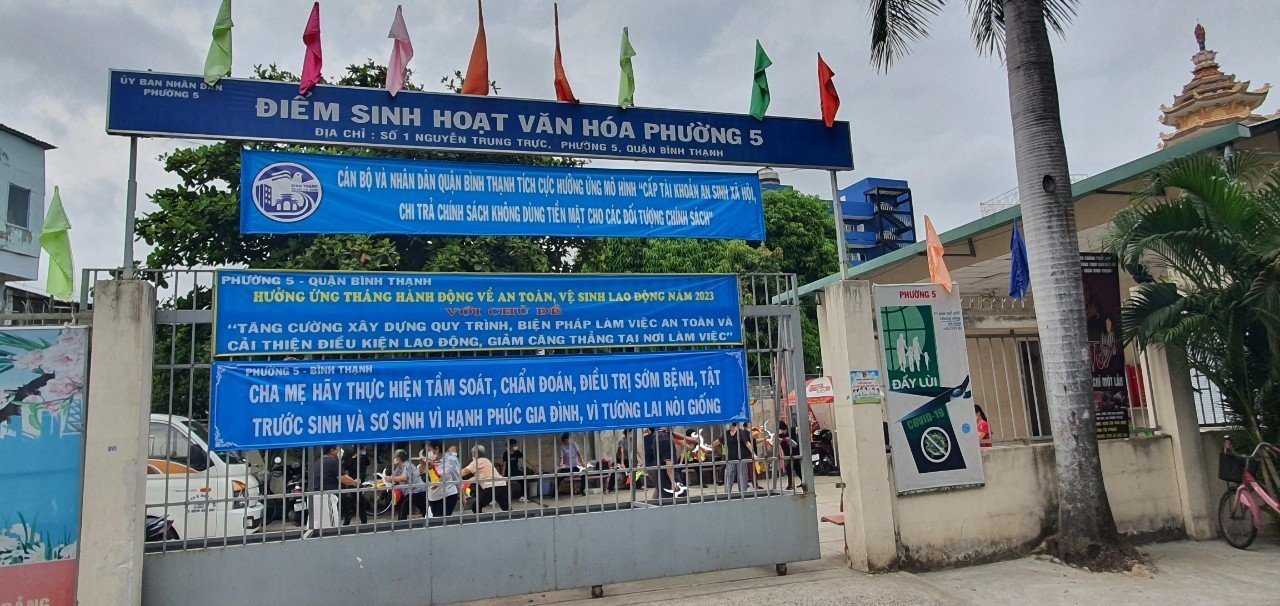 ỦY BAN NHÂN DÂN
PHƯỜNG 5
ĐIỂM SINH HOẠT VĂN HÓA PHƯỜNG 5
ĐỊA CHỈ : SỐ 1 NGUYỄN TRUNG TRỰC, PHƯỜNG 5, QUẬN BÌNH THẠNH
BÌNH THẠNH
CÁN BỘ VÀ NHÂN DÂN QUẬN BÌNH THẠNH TÍCH CỰC HƯỞNG ỨNG MÔ HÌNH "CẤP TÀI KHOẢN AN SINH XÃ HỘI,
CHI TRẢ CHÍNH SÁCH KHÔNG DÙNG TIỀN MẶT CHO CÁC ĐỐI TƯỢNG CHÍNH SÁCH"
PHƯỜNG 5 - QUẬN BÌNH THẠNH
HƯỞNG ỨNG THÁNG HÀNH ĐỘNG VỀ AN TOÀN, VỆ SINH LAO ĐỘNG NĂM 2023
VỚI CHỦ ĐỀ
"TĂNG CƯỜNG XÂY DỰNG QUY TRÌNH, BIỆN PHÁP LÀM VIỆC AN TOÀN VÀ
CẢI THIỆN ĐIỀU KIỆN LAO ĐỘNG, GIẢM CĂNG THẲNG TẠI NƠI LÀM VIỆC"
PHƯỜNG 5 - BÌNH THẠNH
CHA MẸ HÃY THỰC HIỆN TẦM SOÁT, CHẨN ĐOÁN, ĐIỀU TRỊ SỚM BỆNH, TẬT
TRƯỚC SINH VÀ SƠ SINH VÌ HẠNH PHÚC GIA ĐÌNH, VÌ TƯƠNG LAI NÒI GIỐNG
PHƯỜNG 5
ĐẨY LÙI
COVID-19
CHỈ MỘT LẦN